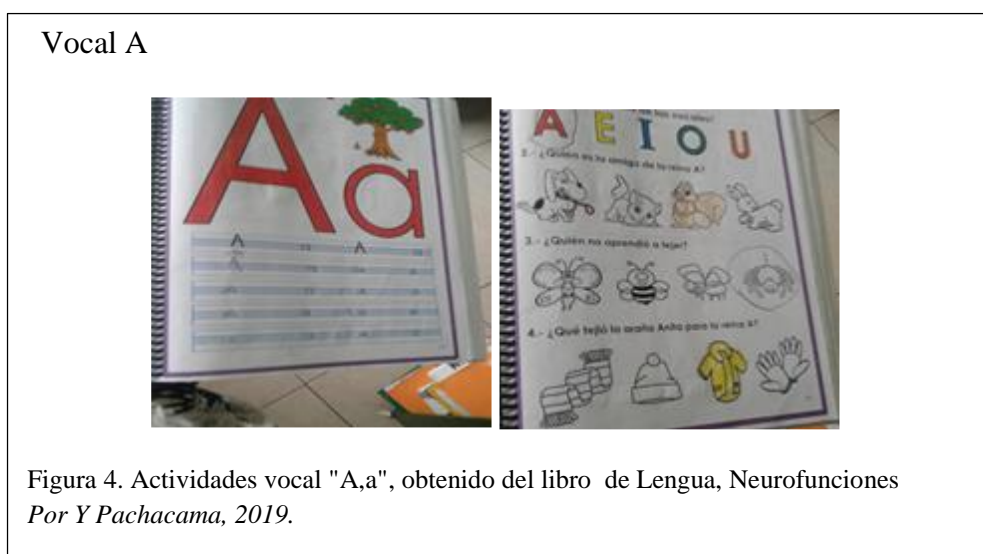 Vocal A
A a
A A
A E I O U
2.- ¿Quién es la amiga de la reina A?
3.- ¿Quién no aprendió a tejer?
4.- ¿Qué tejió la araña Anita para la reina A?
Figura 4. Actividades vocal "A,a", obtenido del libro de Lengua, Neurofunciones
Por Y Pachacama, 2019.